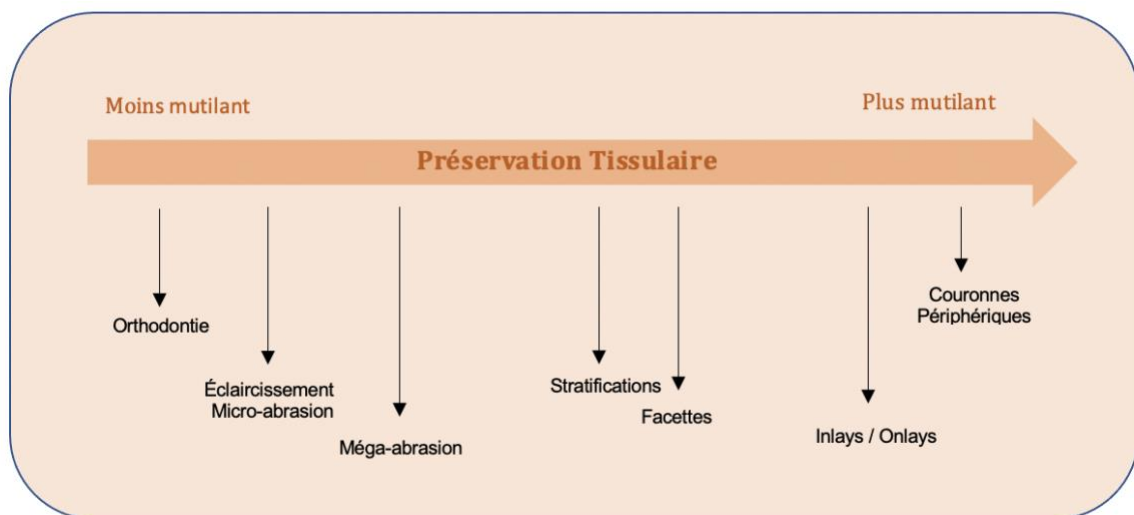 Moins mutilant
Plus mutilant
Préservation Tissulaire
Orthodontie
Éclaircissement
Micro-abrasion
Méga-abrasion
Stratifications
Facettes
Inlays / Onlays
Couronnes
Périphériques